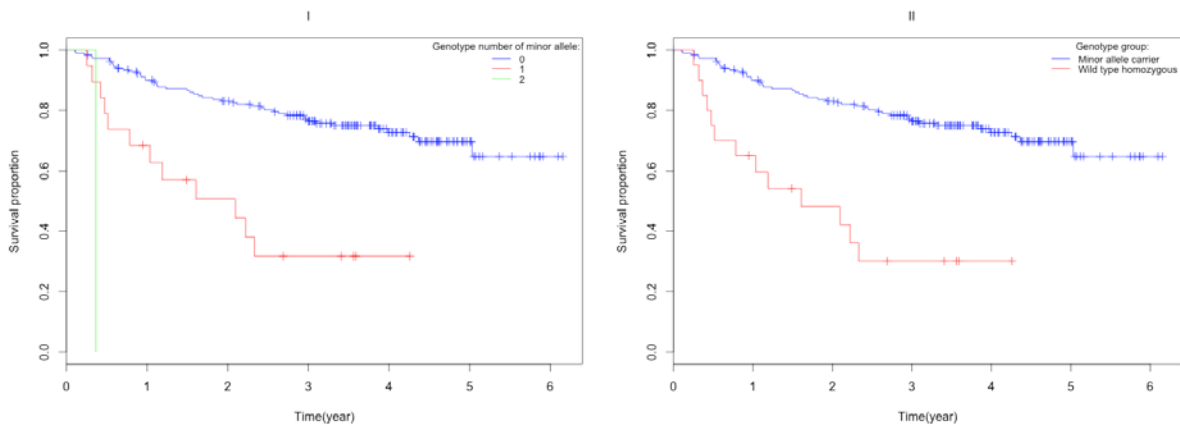 I
Genotype number of minor allele:
0
1
2
1.0
0.8
0.6
0.4
0.2
0.0
Survival proportion
0 1 2 3 4 5 6
Time(year)
II
Genotype group:
Minor allele carrier
Wild type homozygous
1.0
0.8
0.6
0.4
0.2
0.0
Survival proportion
0 1 2 3 4 5 6
Time(year)